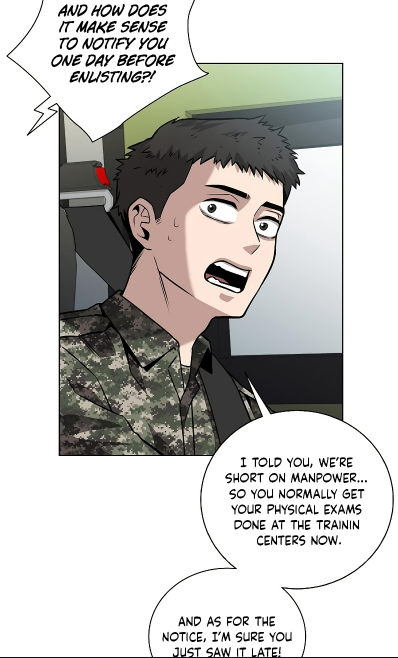 AND HOW DOES
IT MAKE SENSE
TO NOTIFY YOU
ONE DAY BEFORE
ENLISTING?!
I TOLD YOU, WE'RE
SHORT ON MANPOWER...
SO YOU NORMALLY GET
YOUR PHYSICAL EXAMS
DONE AT THE TRAININ
CENTERS NOW.
AND AS FOR THE
NOTICE, I'M SURE YOU
JUST SAW IT LATE!